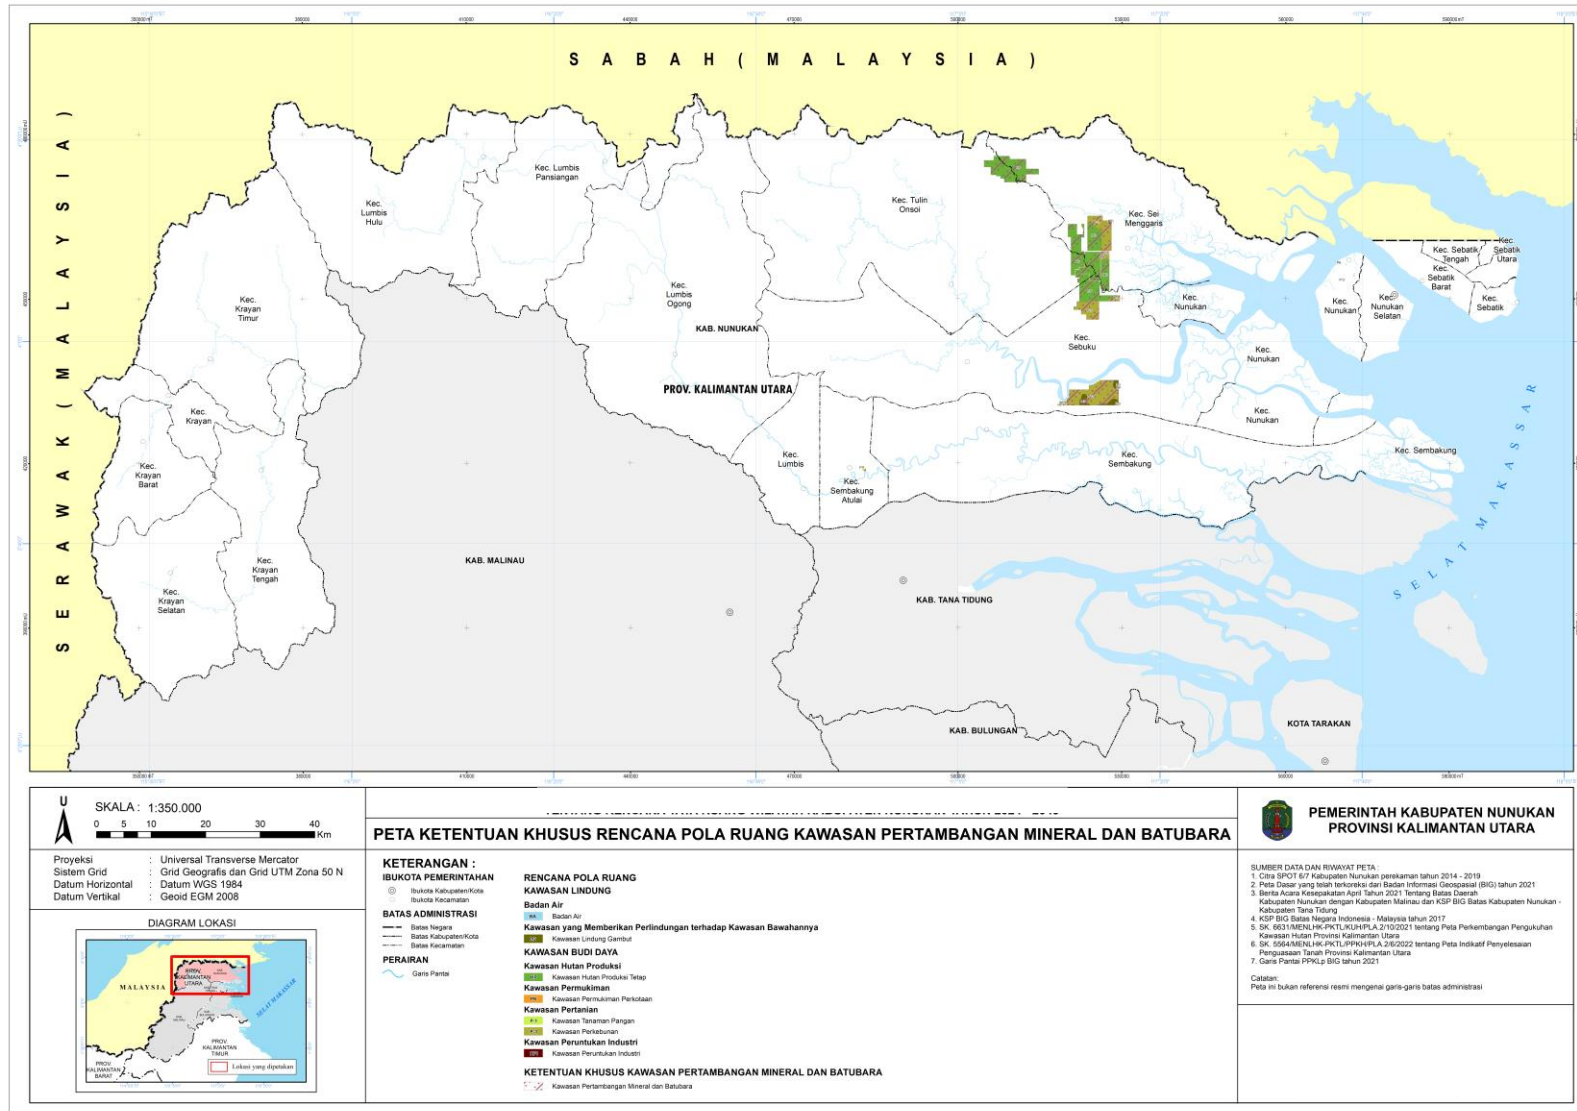 SABAH (MALAYSIA)
SERAWAK (MALAYSIA)
Kec. Lumbis
Pansiangan
Kec.
Lumbis
Hulu
Kec. Tulin
Onsoi
Kec. Sei
Menggaris
Kec. Sebatik
Tengah
Kec.
Sebatik
Utara
Kec.
Sebatik
Barat
Kec.
Sebatik
Kec.
Nunukan
Kec.
Nunukan
Selatan
Kec.
Nunukan
Kec.
Krayan
Timur
Kec.
Lumbis
Ogong
KAB. NUNUKAN
Kec.
Sebuku
Kec.
Nunukan
PROV. KALIMANTAN UTARA
Kec.
Krayan
Kec.
Nunukan
Kec.
Krayan
Barat
Kec.
Lumbis
Kec.
Sembakung
Atulai
Kec.
Sembakung
Kec. Sembakung
SELAT MAKASSAR
KAB. MALINAU
Kec.
Krayan
Tengah
Kec.
Krayan
Selatan
KAB. TANA TIDUNG
KAB. BULUNGAN
KOTA TARAKAN
U
SKALA : 1:350.000
0 5 10 20 30 40
Km
Proyeksi : Universal Transverse Mercator
Sistem Grid : Grid Geografis dan Grid UTM Zona 50 N
Datum Horizontal : Datum WGS 1984
Datum Vertikal : Geoid EGM 2008
DIAGRAM LOKASI
MALAYSIA
PROV.
KALIMANTAN
UTARA
SELAT MAKASSAR
PROV.
KALIMANTAN
TIMUR
PROV.
KALIMANTAN
BARAT
Lokasi yang dipetakan
PETA KETENTUAN KHUSUS RENCANA POLA RUANG KAWASAN PERTAMBANGAN MINERAL DAN BATUBARA
KETERANGAN :
IBUKOTA PEMERINTAHAN
Ibukota Kabupaten/Kota
Ibukota Kecamatan
BATAS ADMINISTRASI
Batas Negara
Batas Kabupaten/Kota
Batas Kecamatan
PERAIRAN
Garis Pantai
RENCANA POLA RUANG
KAWASAN LINDUNG
Badan Air
Badan Air
Kawasan yang Memberikan Perlindungan terhadap Kawasan Bawahannya
Kawasan Lindung Gambut
KAWASAN BUDI DAYA
Kawasan Hutan Produksi
Kawasan Hutan Produksi Tetap
Kawasan Permukiman
Kawasan Permukiman Perkotaan
Kawasan Pertanian
Kawasan Tanaman Pangan
Kawasan Perkebunan
Kawasan Peruntukan Industri
Kawasan Peruntukan Industri
KETENTUAN KHUSUS KAWASAN PERTAMBANGAN MINERAL DAN BATUBARA
Kawasan Pertambangan Mineral dan Batubara
PEMERINTAH KABUPATEN NUNUKAN
PROVINSI KALIMANTAN UTARA
SUMBER DATA DAN RIWAYAT PETA :
1. Citra SPOT 6/7 Kabupaten Nunukan perekaman tahun 2014 - 2019
2. Peta Dasar yang telah terkoreksi dari Badan Informasi Geospasial (BIG) tahun 2021
3. Berita Acara Kesepakatan April Tahun 2021 Tentang Batas Daerah
Kabupaten Nunukan dengan Kabupaten Malinau dan KSP BIG Batas Kabupaten Nunukan -
Kabupaten Tana Tidung
4. KSP BIG Batas Negara Indonesia - Malaysia tahun 2017
5. SK. 6631/MENLHK-PKTL/KUH/PLA.2/10/2021 tentang Peta Perkembangan Pengukuhan
Kawasan Hutan Provinsi Kalimantan Utara
6. SK. 5564/MENLHK-PKTL/PPKH/PLA.2/6/2022 tentang Peta Indikatif Penyelesaian
Penguasaan Tanah Provinsi Kalimantan Utara
7. Garis Pantai PPKLp BIG tahun 2021
Catatan:
Peta ini bukan referensi resmi mengenai garis-garis batas administrasi